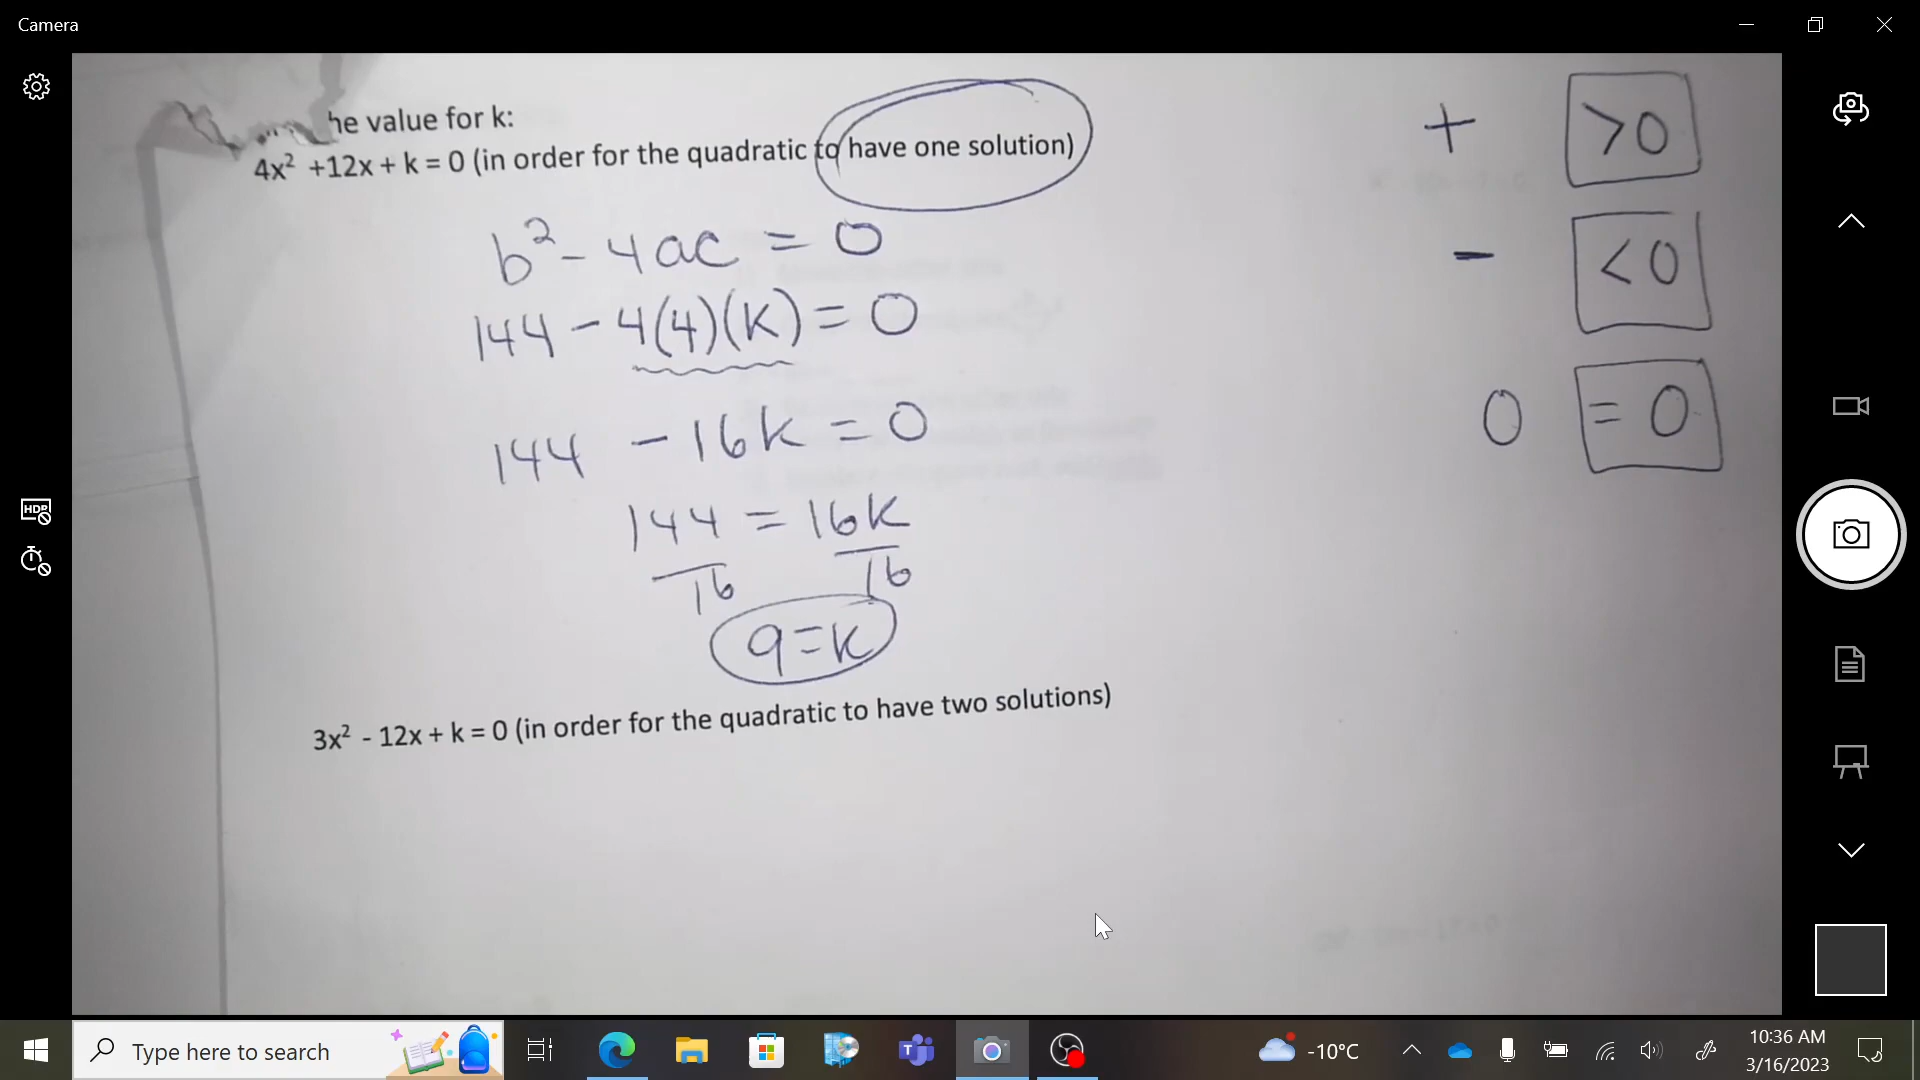 Camera
he value for k:
4x² +12x + k = 0 (in order for the quadratic to have one solution)
b² - 4ac = 0
144 - 4(4)(k) = 0
144 - 16k = 0
144 = 16k
16 16
9 = k
3x² - 12x + k = 0 (in order for the quadratic to have two solutions)
+ >0
- <0
0 = 0
HDR
Type here to search
-10°C
10:36 AM
3/16/2023